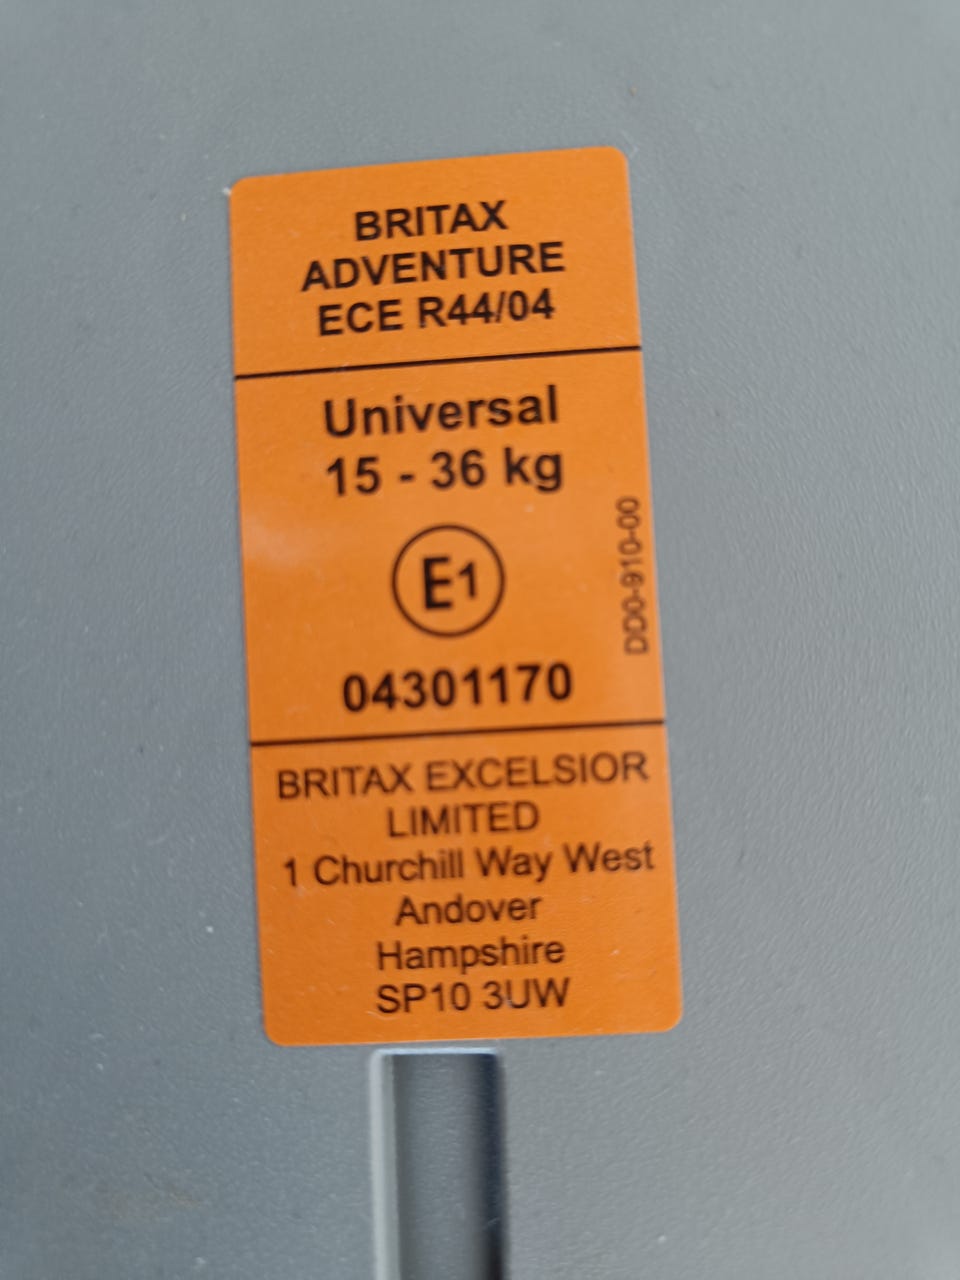 BRITAX
ADVENTURE
ECE R44/04
Universal
15 - 36 kg
E1
DD0-910-00
04301170
BRITAX EXCELSIOR
LIMITED
1 Churchill Way West
Andover
Hampshire
SP10 3UW